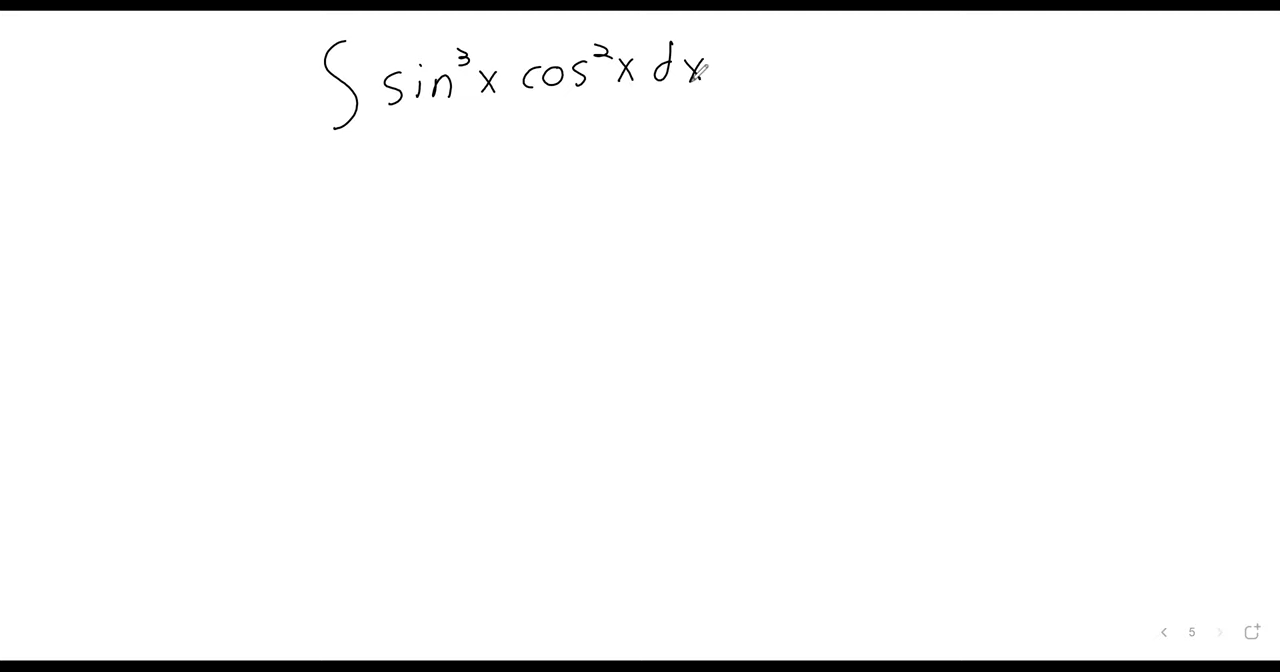 ∫ sin³x cos²x dx
5